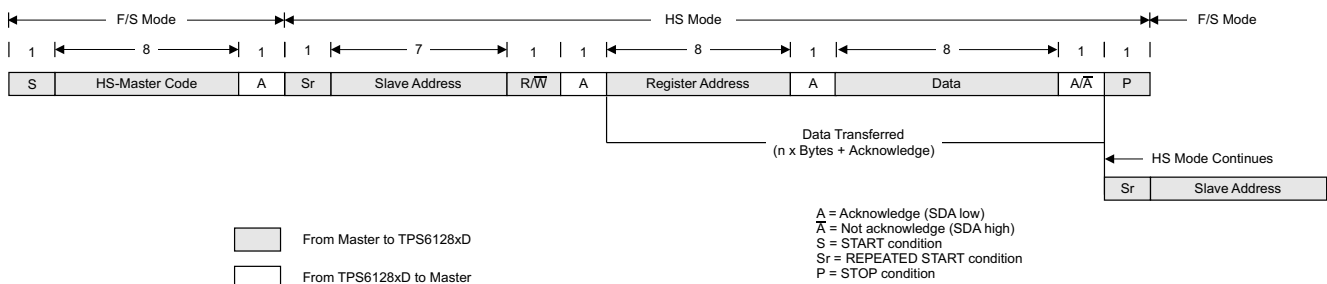 F/S Mode HS Mode F/S Mode
1 8 1 1 7 1 1 8 1 8 1 1
S HS-Master Code A Sr Slave Address R/W̅ A Register Address A Data A/A̅ P
Data Transferred
(n x Bytes + Acknowledge)
HS Mode Continues
Sr Slave Address
From Master to TPS6128xD
From TPS6128xD to Master
A = Acknowledge (SDA low)
A̅ = Not acknowledge (SDA high)
S = START condition
Sr = REPEATED START condition
P = STOP condition